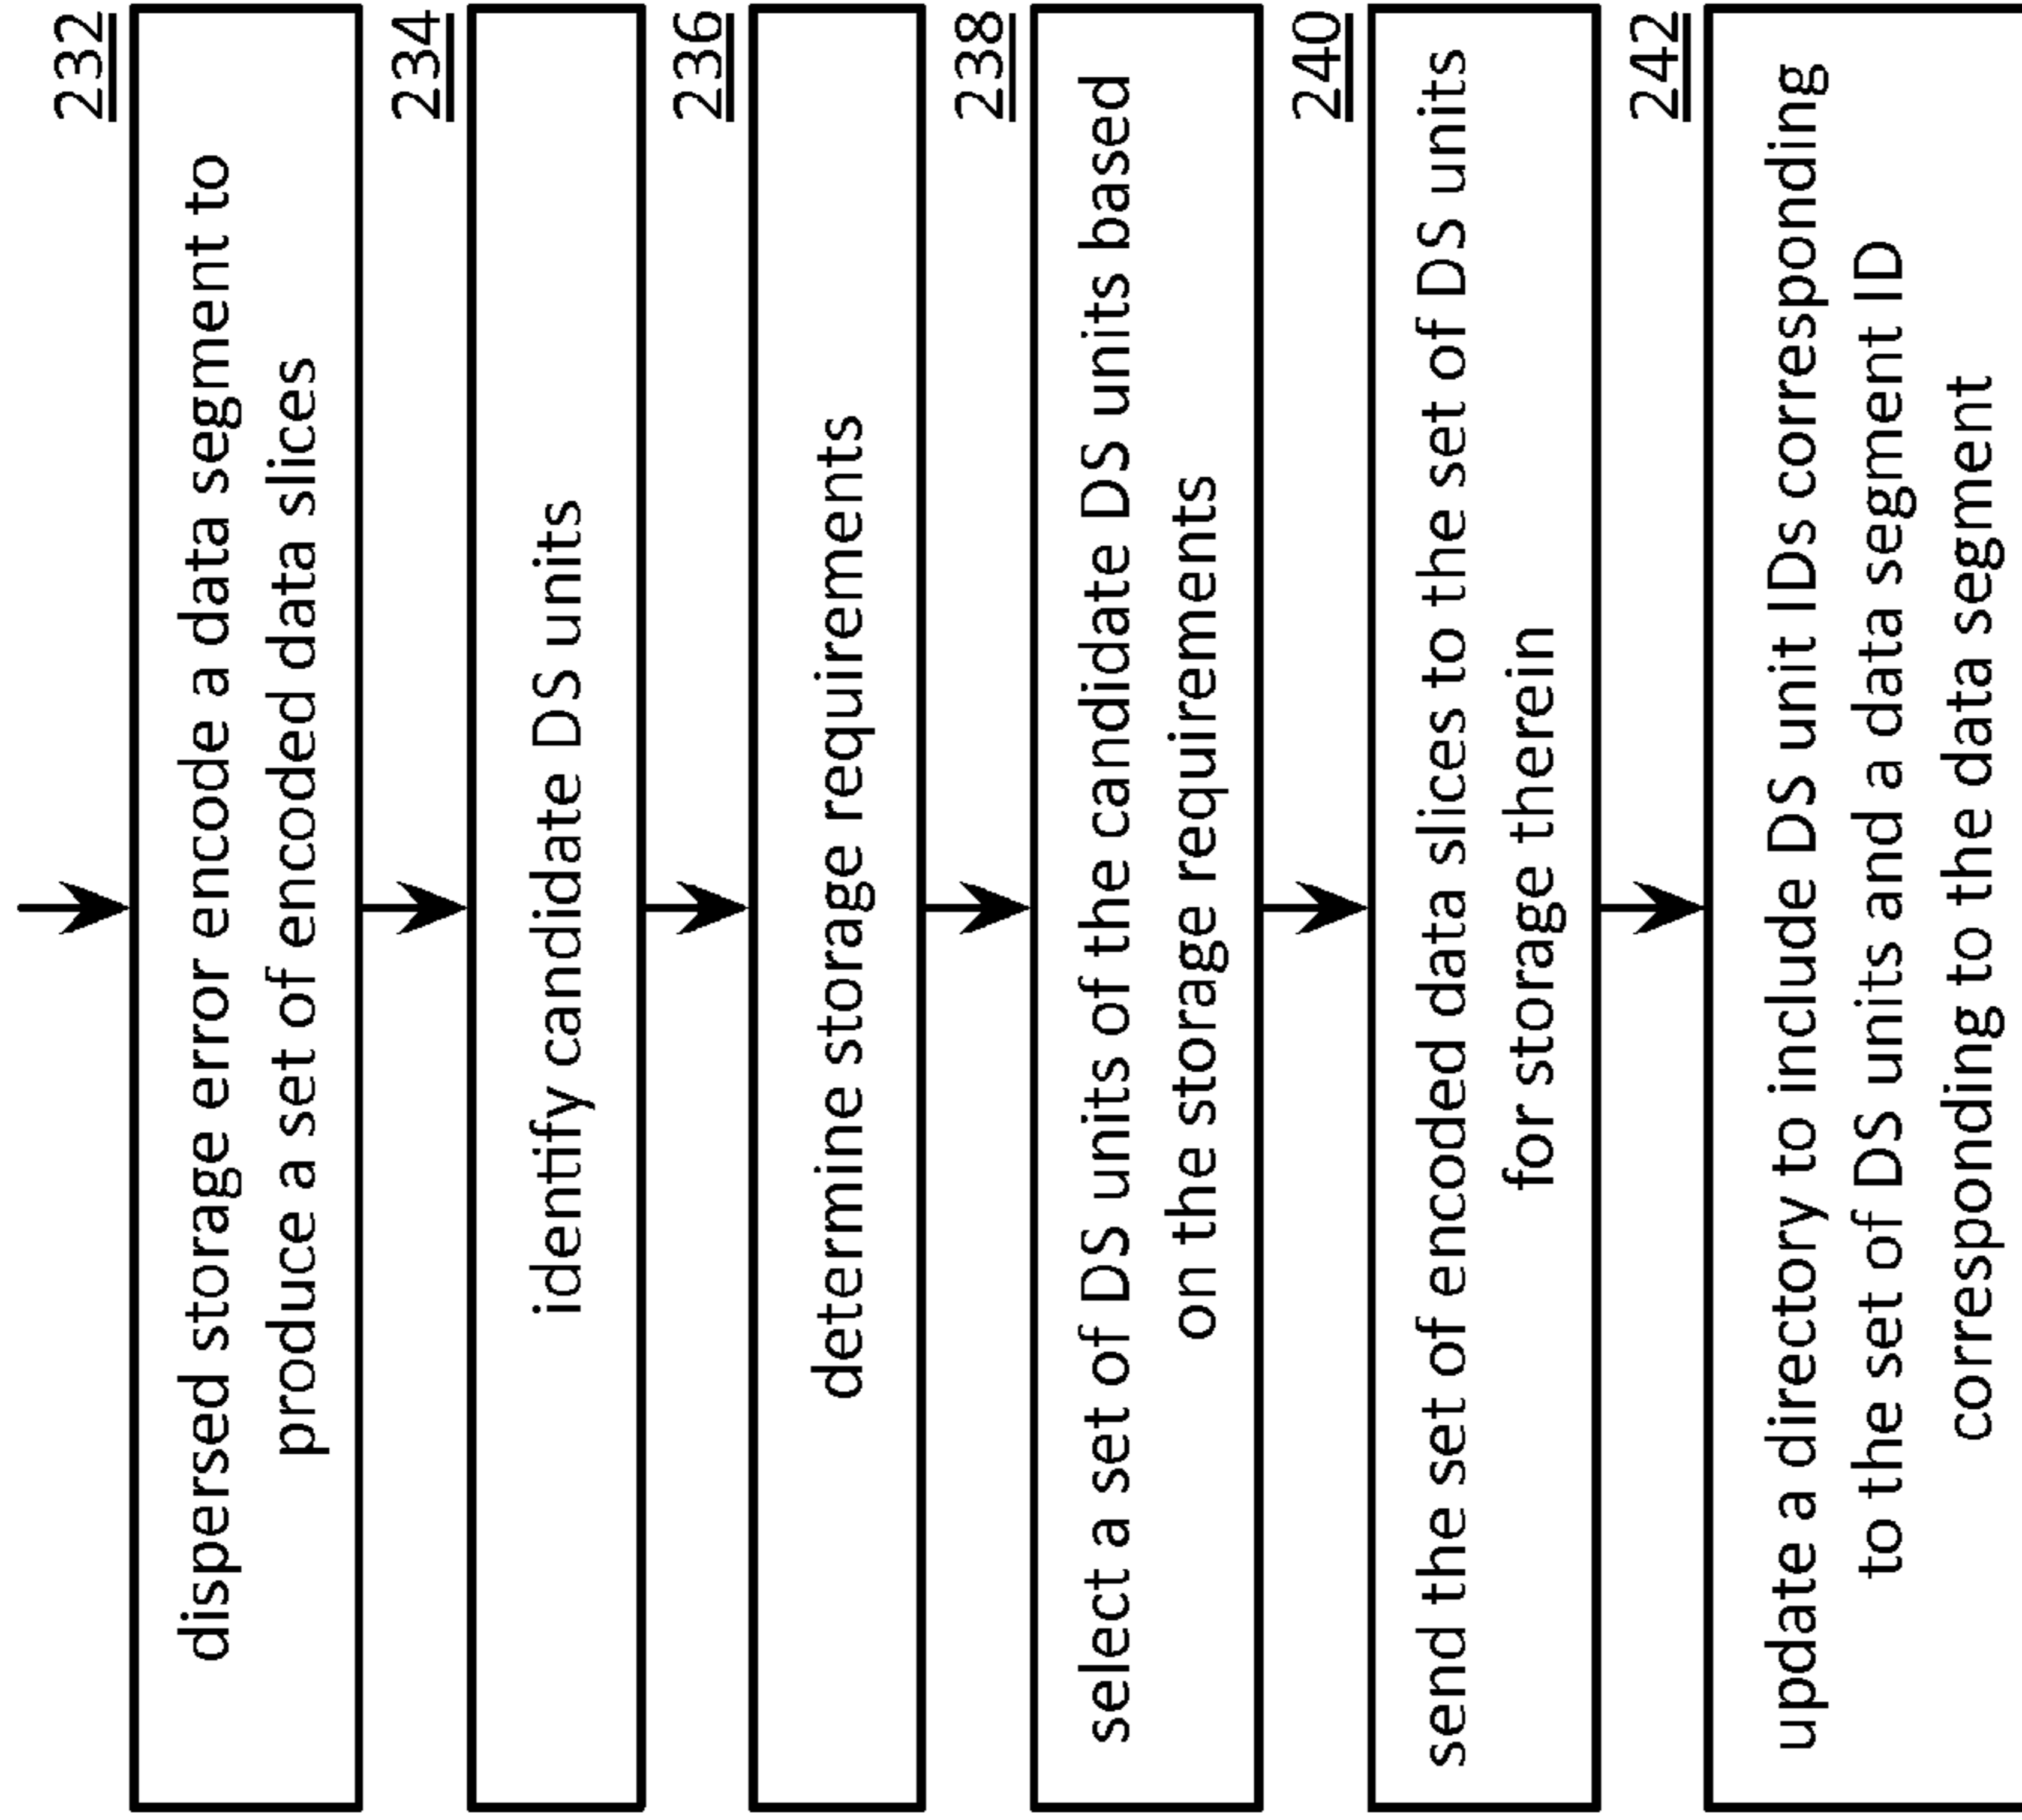 232
dispersed storage error encode a data segment to
produce a set of encoded data slices
234
identify candidate DS units
236
determine storage requirements
238
select a set of DS units of the candidate DS units based
on the storage requirements
240
send the set of encoded data slices to the set of DS units
for storage therein
242
update a directory to include DS unit IDs corresponding
to the set of DS units and a data segment ID
corresponding to the data segment